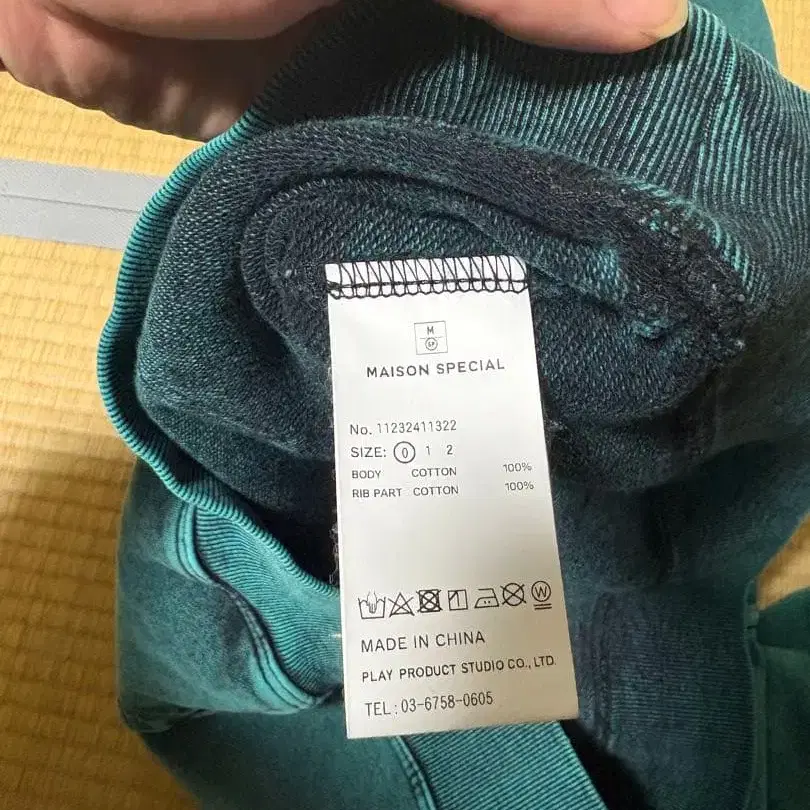 M
SP
MAISON SPECIAL
No. 11232411322
SIZE: 0 1 2
BODY COTTON 100%
RIB PART COTTON 100%
W
MADE IN CHINA
PLAY PRODUCT STUDIO CO., LTD.
TEL : 03-6758-0605